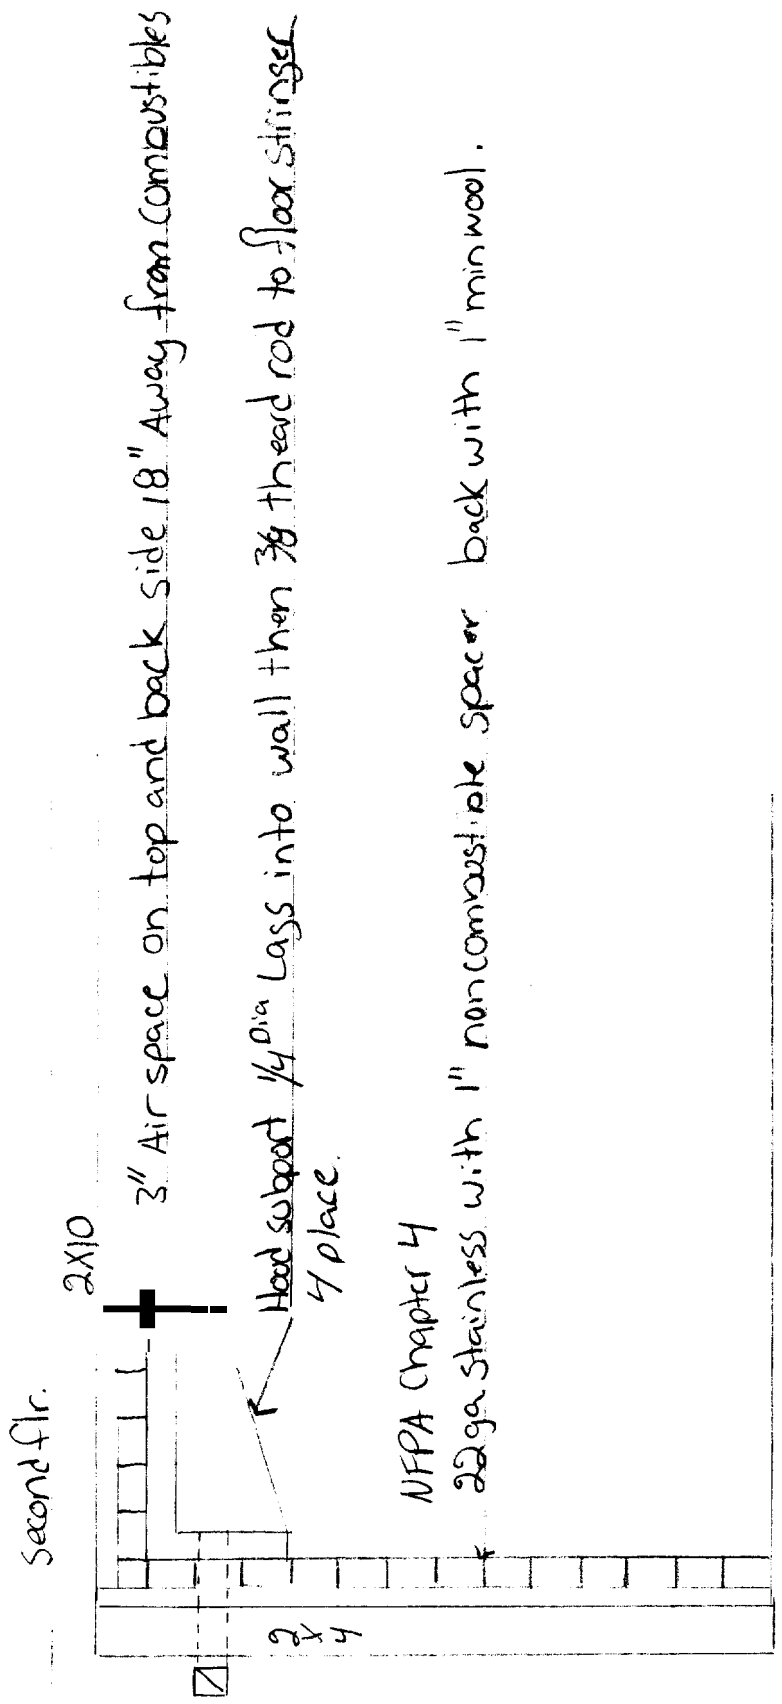 Second flr.
2X10
3" Air space on top and back side 18" Away from combustibles
Hood support 1/4 Dia Lags into wall then 3/8 theard rod to floor stringer
4 place.
NFPA Chapter 4
22ga stainless with 1" noncombustible spacer back with 1" min wool.
2
X
4